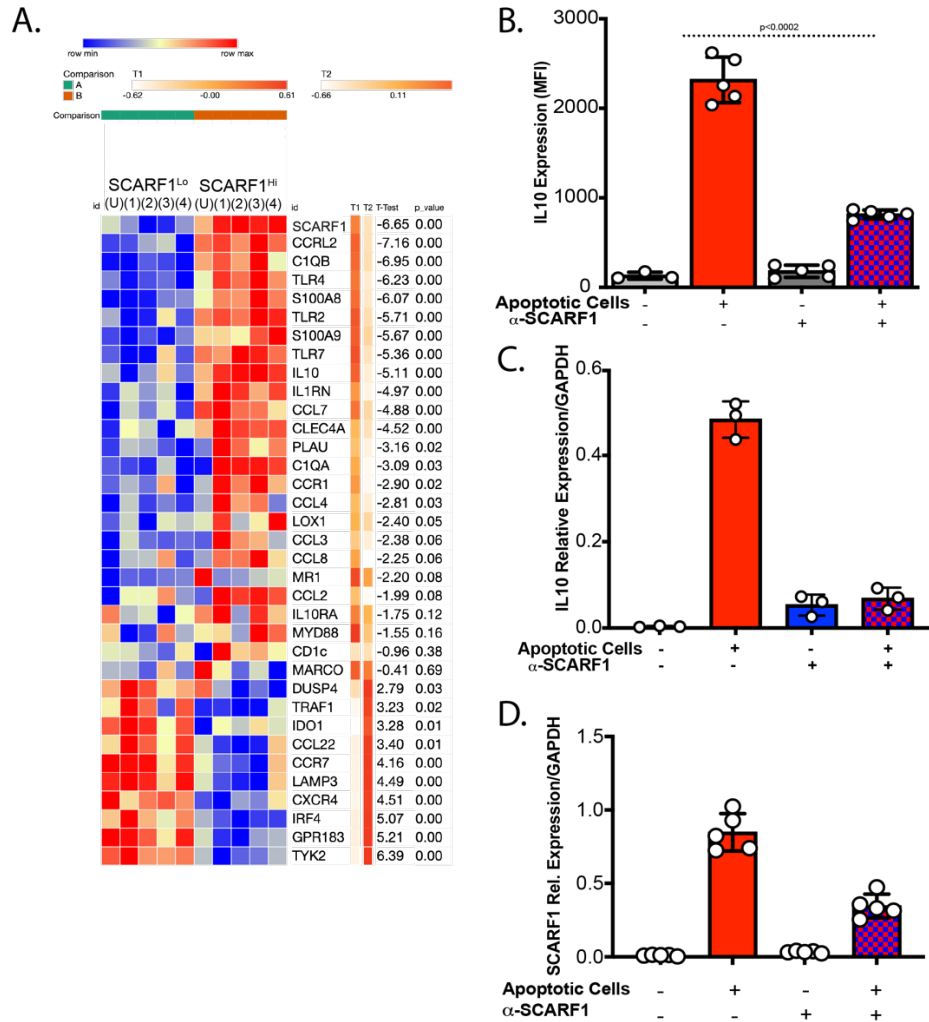 A.
row min row max
Comparison
A
B
T1
-0.62 -0.00 0.61
T2
-0.66 0.11
Comparison
SCARF1Lo SCARF1Hi
id (U)(1)(2)(3)(4) (U)(1)(2)(3)(4) id T1 T2 T-Test p_value
SCARF1 -6.65 0.00
CCRL2 -7.16 0.00
C1QB -6.95 0.00
TLR4 -6.23 0.00
S100A8 -6.07 0.00
TLR2 -5.71 0.00
S100A9 -5.67 0.00
TLR7 -5.36 0.00
IL10 -5.11 0.00
IL1RN -4.97 0.00
CCL7 -4.88 0.00
CLEC4A -4.52 0.00
PLAU -3.16 0.02
C1QA -3.09 0.03
CCR1 -2.90 0.02
CCL4 -2.81 0.03
LOX1 -2.40 0.05
CCL3 -2.38 0.06
CCL8 -2.25 0.06
MR1 -2.20 0.08
CCL2 -1.99 0.08
IL10RA -1.75 0.12
MYD88 -1.55 0.16
CD1c -0.96 0.38
MARCO -0.41 0.69
DUSP4 2.79 0.03
TRAF1 3.23 0.02
IDO1 3.28 0.01
CCL22 3.40 0.01
CCR7 4.16 0.00
LAMP3 4.49 0.00
CXCR4 4.51 0.00
IRF4 5.07 0.00
GPR183 5.21 0.00
TYK2 6.39 0.00
B.
IL10 Expression (MFI)
3000
2000
1000
0
p<0.0002
Apoptotic Cells - + - +
α-SCARF1 - - + +
C.
IL10 Relative Expression/GAPDH
0.6
0.4
0.2
0.0
Apoptotic Cells - + - +
α-SCARF1 - - + +
D.
SCARF1 Rel. Expression/GAPDH
1.5
1.0
0.5
0.0
Apoptotic Cells - + - +
α-SCARF1 - - + +